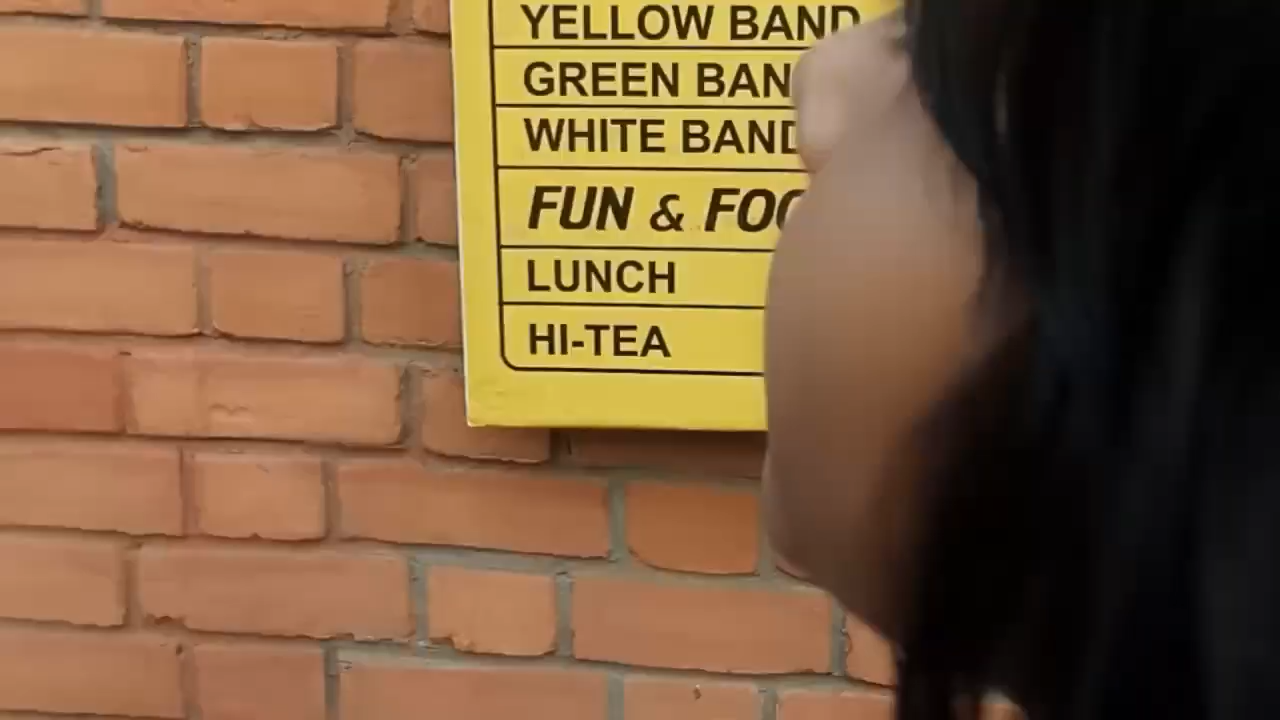 YELLOW BAND
GREEN BAN
WHITE BAND
FUN & FOO
LUNCH
HI-TEA